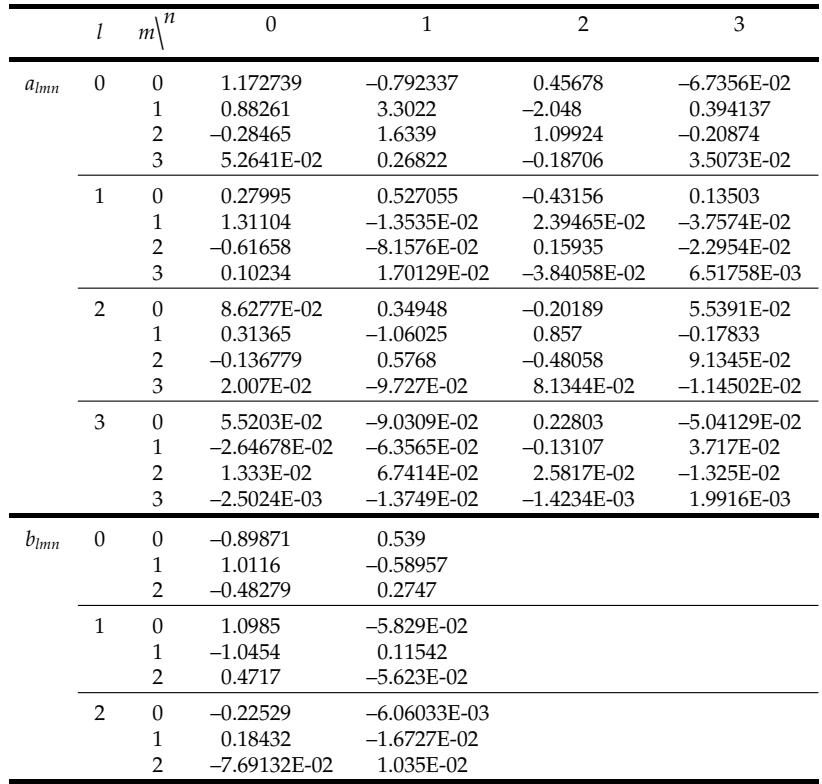 l m\n 0 1 2 3
a_lmn 0 0 1.172739 –0.792337 0.45678 –6.7356E-02
1 0.88261 3.3022 –2.048 0.394137
2 –0.28465 1.6339 1.09924 –0.20874
3 5.2641E-02 0.26822 –0.18706 3.5073E-02
1 0 0.27995 0.527055 –0.43156 0.13503
1 1.31104 –1.3535E-02 2.39465E-02 –3.7574E-02
2 –0.61658 –8.1576E-02 0.15935 –2.2954E-02
3 0.10234 1.70129E-02 –3.84058E-02 6.51758E-03
2 0 8.6277E-02 0.34948 –0.20189 5.5391E-02
1 0.31365 –1.06025 0.857 –0.17833
2 –0.136779 0.5768 –0.48058 9.1345E-02
3 2.007E-02 –9.727E-02 8.1344E-02 –1.14502E-02
3 0 5.5203E-02 –9.0309E-02 0.22803 –5.04129E-02
1 –2.64678E-02 –6.3565E-02 –0.13107 3.717E-02
2 1.333E-02 6.7414E-02 2.5817E-02 –1.325E-02
3 –2.5024E-03 –1.3749E-02 –1.4234E-03 1.9916E-03
b_lmn 0 0 –0.89871 0.539
1 1.0116 –0.58957
2 –0.48279 0.2747
1 0 1.0985 –5.829E-02
1 –1.0454 0.11542
2 0.4717 –5.623E-02
2 0 –0.22529 –6.06033E-03
1 0.18432 –1.6727E-02
2 –7.69132E-02 1.035E-02